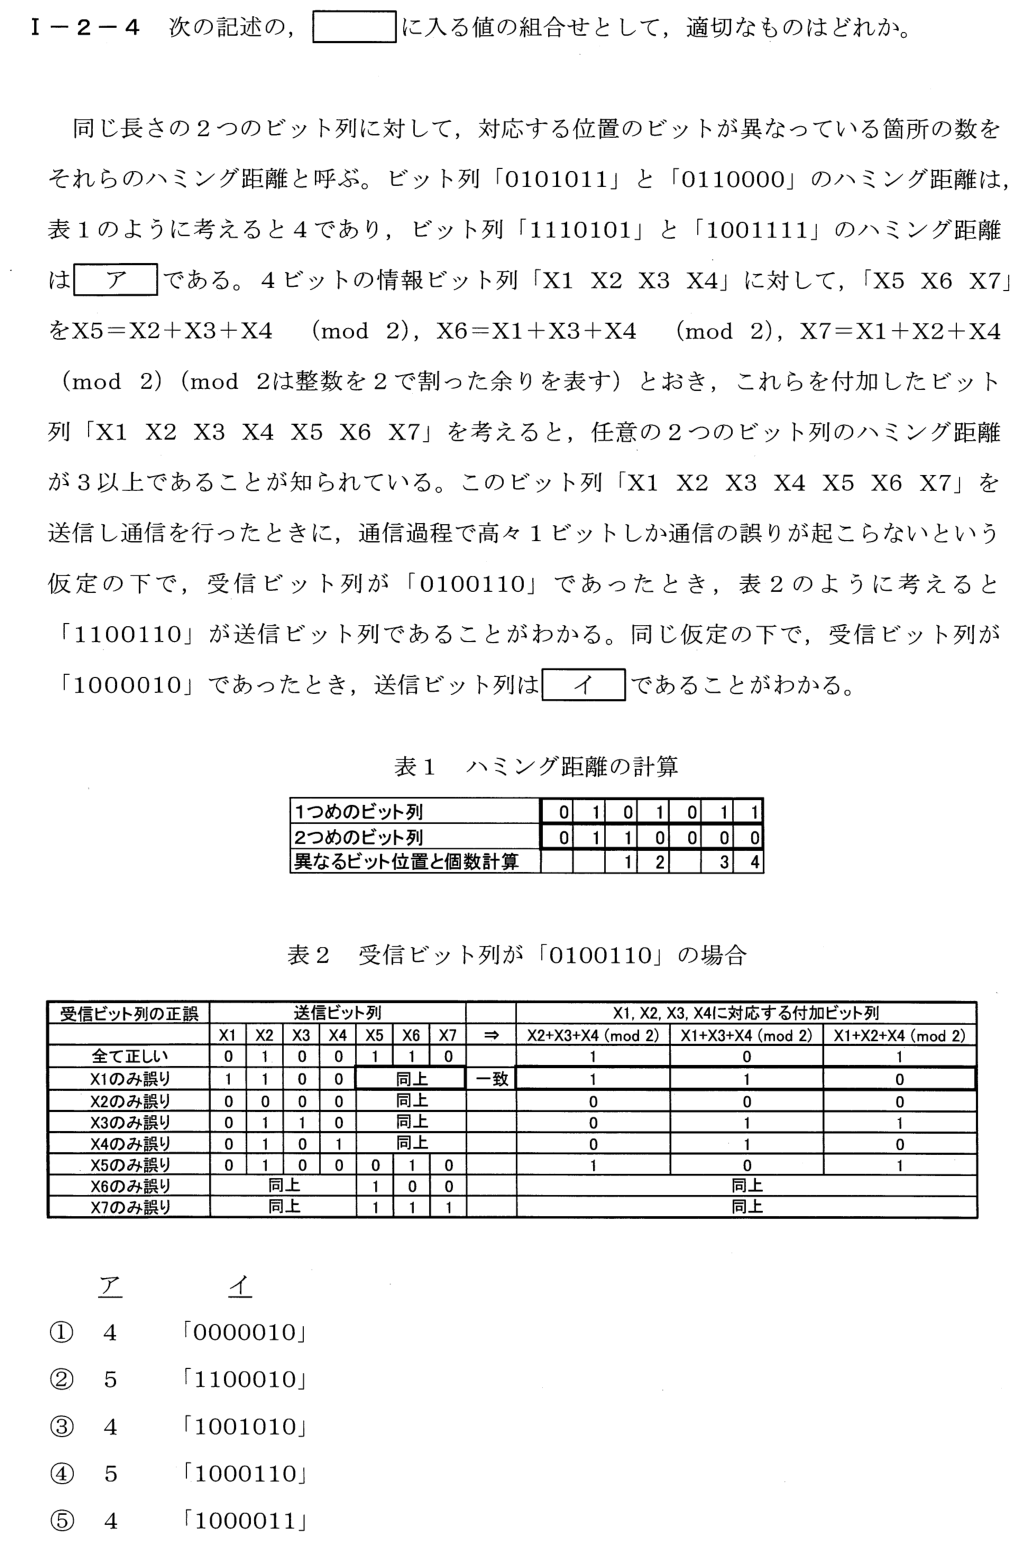 Ⅰ－２－４　次の記述の，　　　に入る値の組合せとして，適切なものはどれか。
同じ長さの２つのビット列に対して，対応する位置のビットが異なっている箇所の数を
それらのハミング距離と呼ぶ。ビット列「0101011」と「0110000」のハミング距離は，
表１のように考えると４であり，ビット列「1110101」と「1001111」のハミング距離
は　ア　である。４ビットの情報ビット列「X1 X2 X3 X4」に対して，「X5 X6 X7」
をX5＝X2＋X3＋X4 （mod 2），X6＝X1＋X3＋X4 （mod 2），X7＝X1＋X2＋X4
（mod 2）（mod 2は整数を２で割った余りを表す）とおき，これらを付加したビット
列「X1 X2 X3 X4 X5 X6 X7」を考えると，任意の２つのビット列のハミング距離
が３以上であることが知られている。このビット列「X1 X2 X3 X4 X5 X6 X7」を
送信し通信を行ったときに，通信過程で高々１ビットしか通信の誤りが起こらないという
仮定の下で，受信ビット列が「0100110」であったとき，表２のように考えると
「1100110」が送信ビット列であることがわかる。同じ仮定の下で，受信ビット列が
「1000010」であったとき，送信ビット列は　イ　であることがわかる。
表１　ハミング距離の計算
1つめのビット列 0 1 0 1 0 1 1
2つめのビット列 0 1 1 0 0 0 0
異なるビット位置と個数計算 1 2 3 4
表２　受信ビット列が「0100110」の場合
受信ビット列の正誤 送信ビット列 X1, X2, X3, X4に対応する付加ビット列
X1 X2 X3 X4 X5 X6 X7 ⇒ X2+X3+X4 (mod 2) X1+X3+X4 (mod 2) X1+X2+X4 (mod 2)
全て正しい 0 1 0 0 1 1 0 1 0 1
X1のみ誤り 1 1 0 0 同上 一致 1 1 0
X2のみ誤り 0 0 0 0 同上 0 0 0
X3のみ誤り 0 1 1 0 同上 0 1 1
X4のみ誤り 0 1 0 1 同上 0 1 0
X5のみ誤り 0 1 0 0 0 1 0 1 0 1
X6のみ誤り 同上 1 0 0 同上
X7のみ誤り 同上 1 1 1 同上
ア イ
① 4 「0000010」
② 5 「1100010」
③ 4 「1001010」
④ 5 「1000110」
⑤ 4 「1000011」